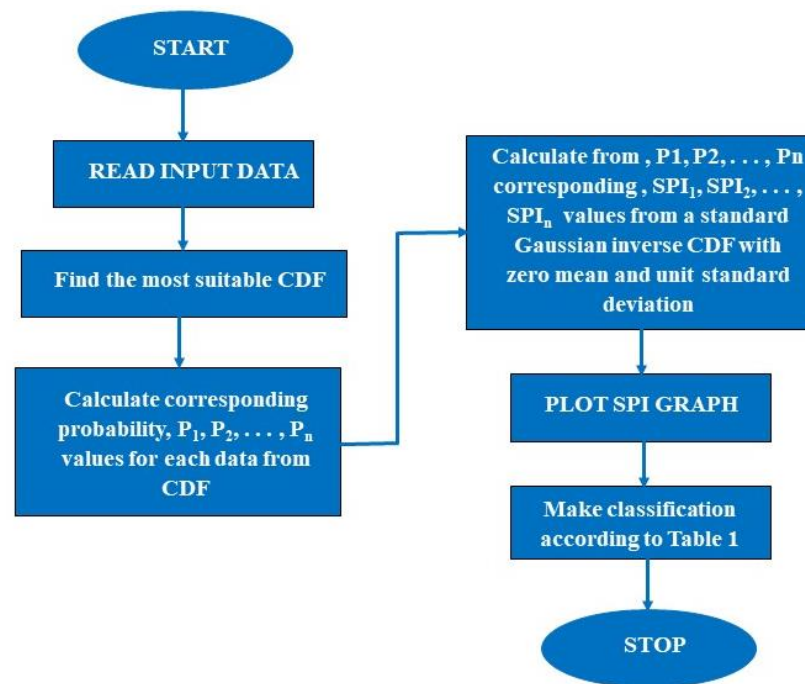 START
READ INPUT DATA
Find the most suitable CDF
Calculate corresponding
probability, P₁, P₂, . . . , Pₙ
values for each data from
CDF
Calculate from , P1, P2, . . . , Pn
corresponding , SPI₁, SPI₂, . . . ,
SPIₙ values from a standard
Gaussian inverse CDF with
zero mean and unit standard
deviation
PLOT SPI GRAPH
Make classification
according to Table 1
STOP